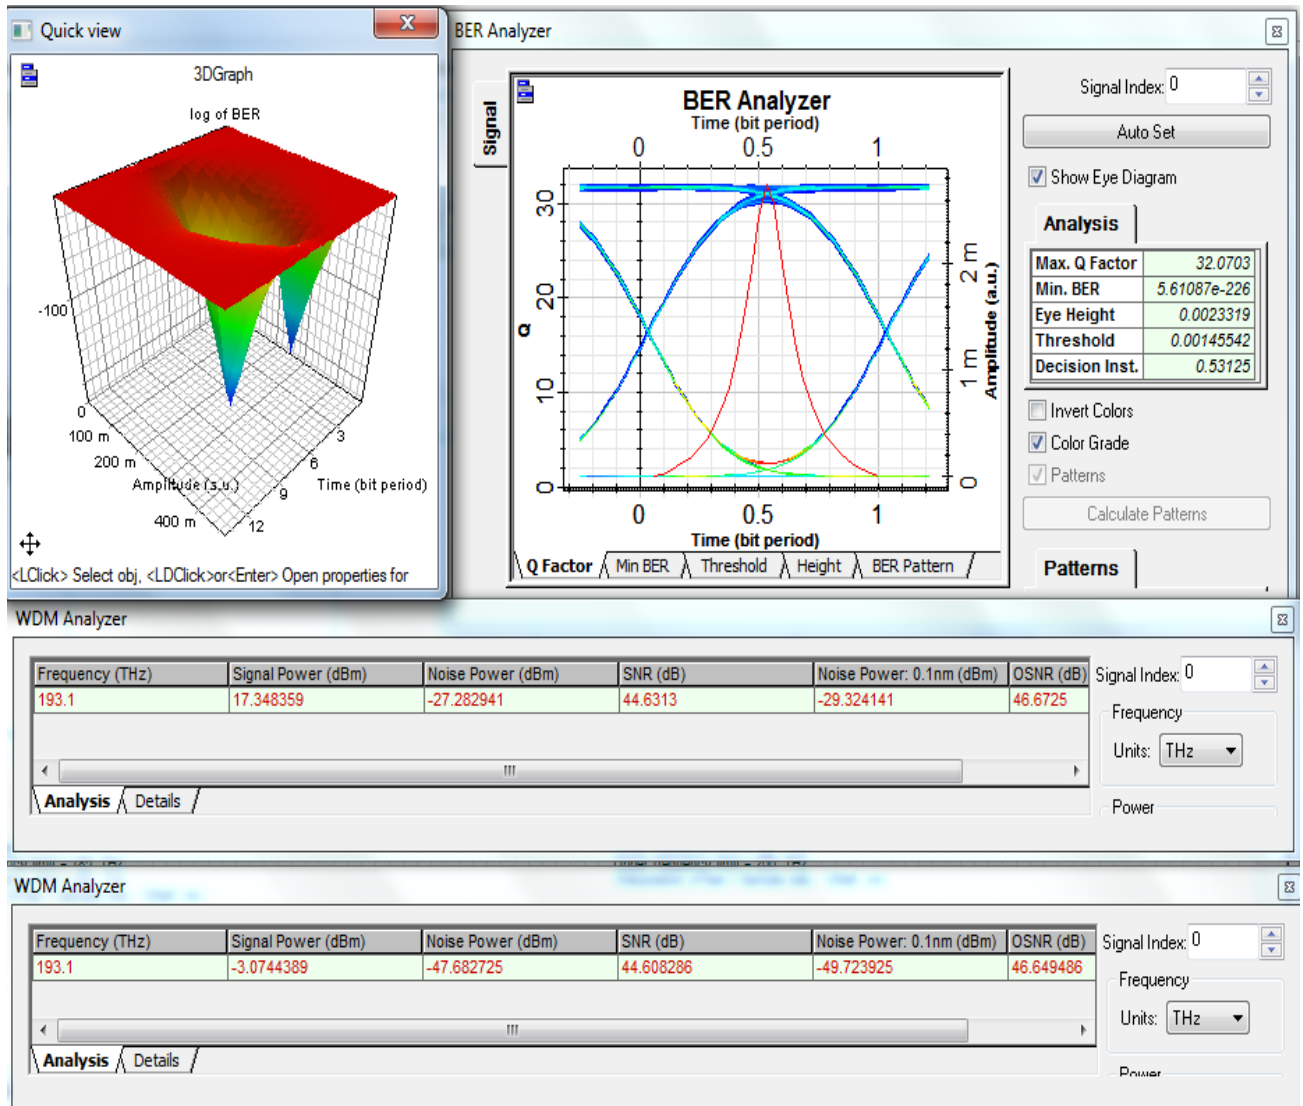 Quick view
3DGraph
log of BER
-100
0
100 m
200 m
400 m
Amplitude (a.u.)
3
6
9
12
Time (bit period)
<LClick> Select obj, <LDClick>or<Enter> Open properties for
BER Analyzer
Signal
BER Analyzer
Time (bit period)
0 0.5 1
30
20
10
0
Q
2 m
1 m
0
Amplitude (a.u.)
0 0.5 1
Time (bit period)
Q Factor Min BER Threshold Height BER Pattern
Signal Index: 0
Auto Set
Show Eye Diagram
Analysis
Max. Q Factor 32.0703
Min. BER 5.61087e-226
Eye Height 0.0023319
Threshold 0.00145542
Decision Inst. 0.53125
Invert Colors
Color Grade
Patterns
Calculate Patterns
Patterns
WDM Analyzer
Frequency (THz) Signal Power (dBm) Noise Power (dBm) SNR (dB) Noise Power: 0.1nm (dBm) OSNR (dB)
193.1 17.348359 -27.282941 44.6313 -29.324141 46.6725
Analysis Details
Signal Index: 0
Frequency
Units: THz
Power
WDM Analyzer
Frequency (THz) Signal Power (dBm) Noise Power (dBm) SNR (dB) Noise Power: 0.1nm (dBm) OSNR (dB)
193.1 -3.0744389 -47.682725 44.608286 -49.723925 46.649486
Analysis Details
Signal Index: 0
Frequency
Units: THz
Power